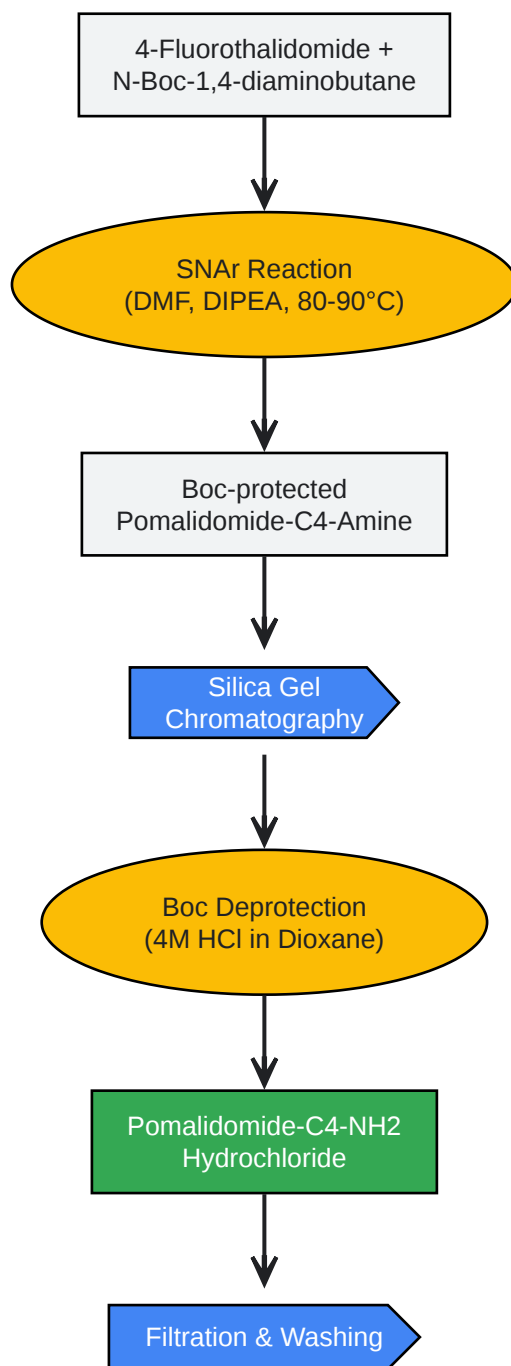 4-Fluorothalidomide +
N-Boc-1,4-diaminobutane
SNAr Reaction
(DMF, DIPEA, 80-90°C)
Boc-protected
Pomalidomide-C4-Amine
Silica Gel
Chromatography
Boc Deprotection
(4M HCl in Dioxane)
Pomalidomide-C4-NH2
Hydrochloride
Filtration & Washing